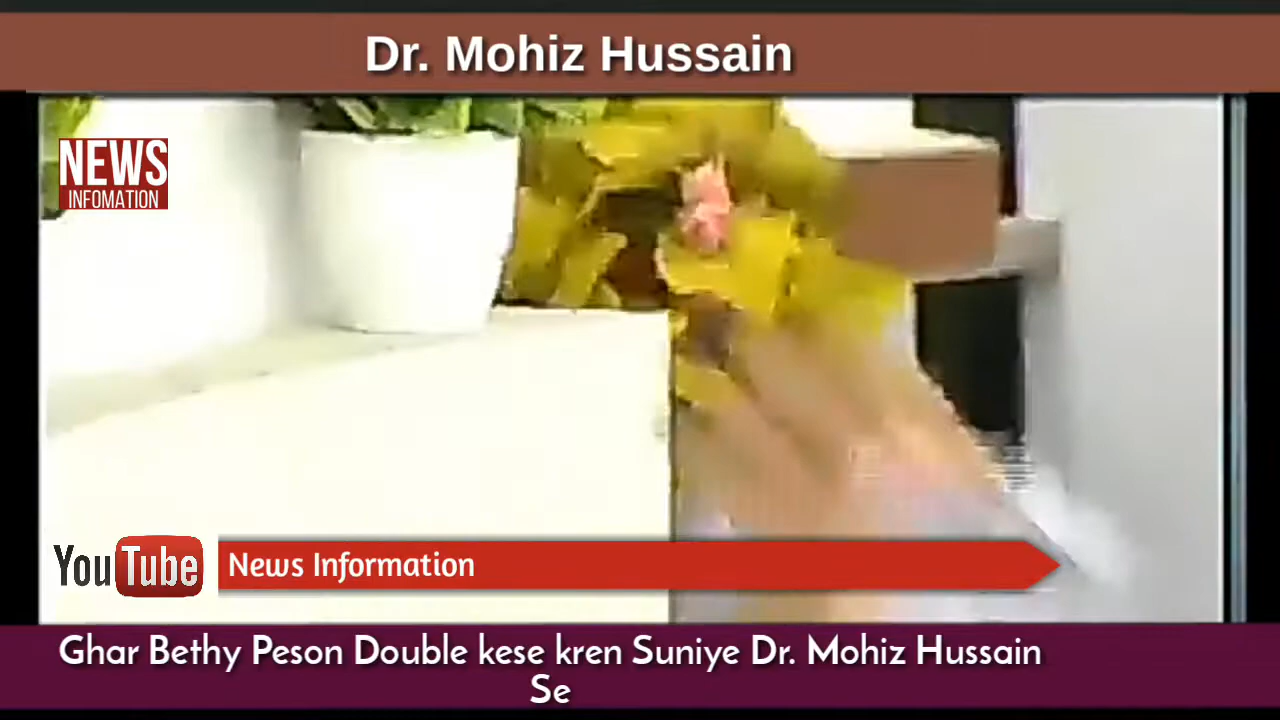 Dr. Mohiz Hussain
NEWS
INFOMATION
YouTube
News Information
Ghar Bethy Peson Double kese kren Suniye Dr. Mohiz Hussain
Se